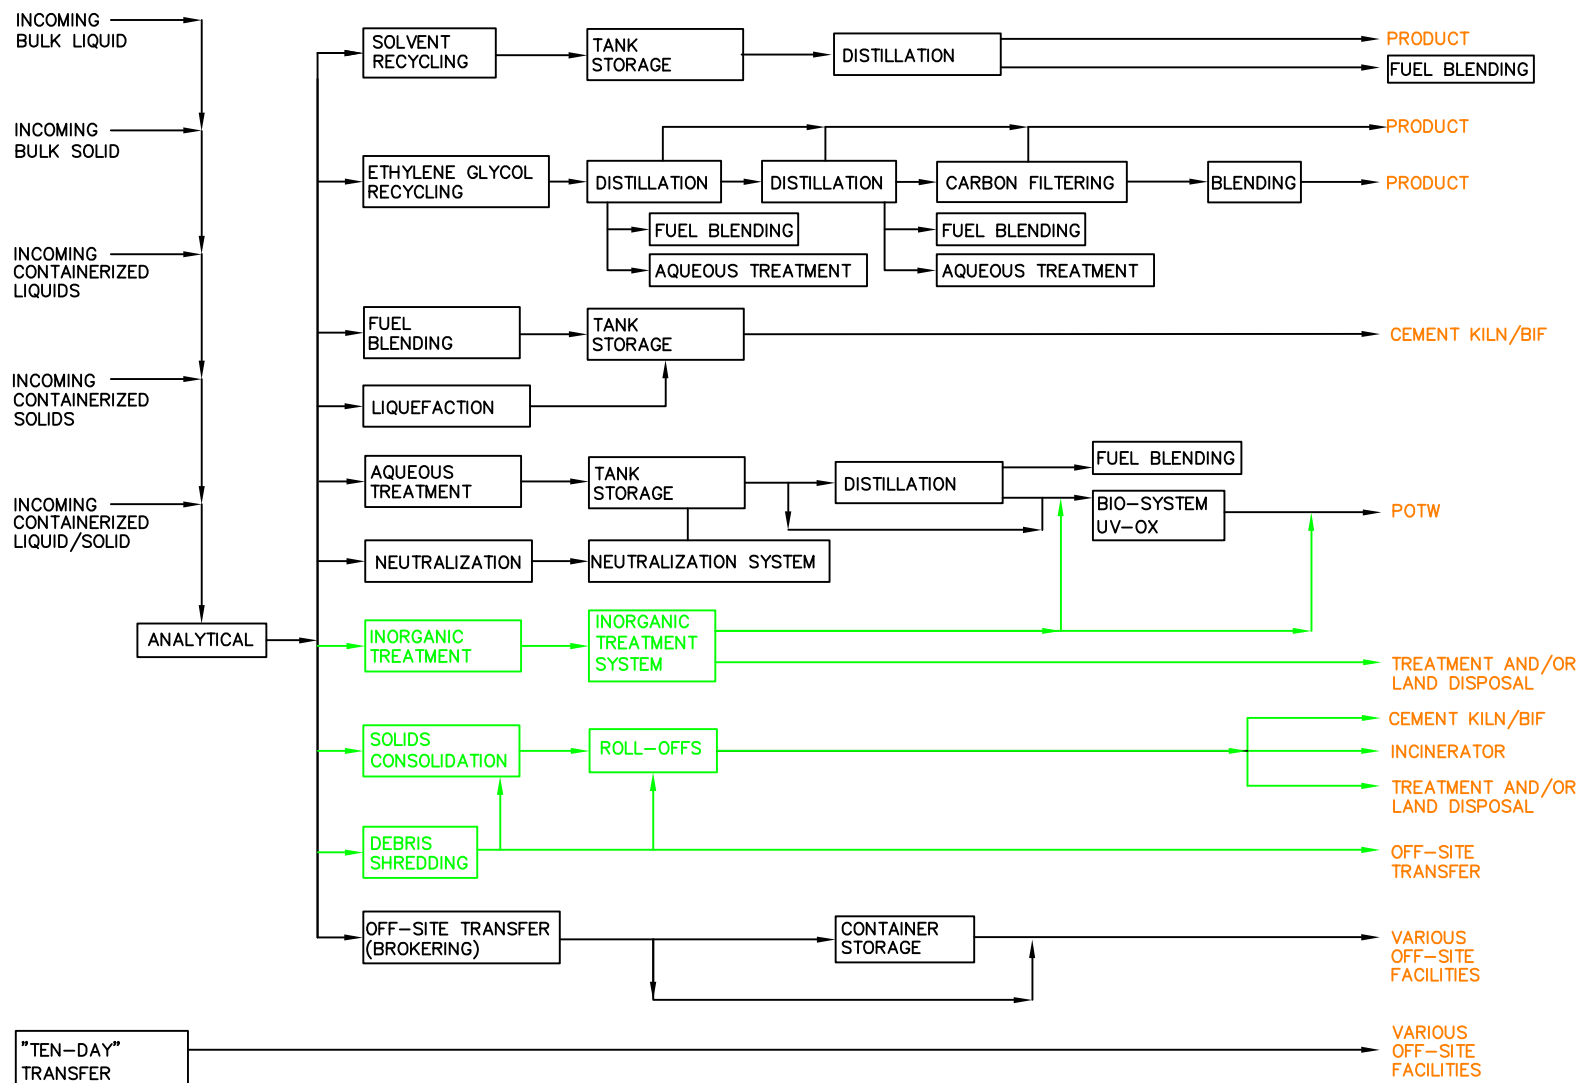 INCOMING
BULK LIQUID
INCOMING
BULK SOLID
INCOMING
CONTAINERIZED
LIQUIDS
INCOMING
CONTAINERIZED
SOLIDS
INCOMING
CONTAINERIZED
LIQUID/SOLID
ANALYTICAL
SOLVENT
RECYCLING
TANK
STORAGE
DISTILLATION
PRODUCT
FUEL BLENDING
ETHYLENE GLYCOL
RECYCLING
DISTILLATION
DISTILLATION
CARBON FILTERING
BLENDING
PRODUCT
PRODUCT
FUEL BLENDING
AQUEOUS TREATMENT
FUEL BLENDING
AQUEOUS TREATMENT
FUEL
BLENDING
TANK
STORAGE
CEMENT KILN/BIF
LIQUEFACTION
AQUEOUS
TREATMENT
TANK
STORAGE
DISTILLATION
FUEL BLENDING
BIO-SYSTEM
UV-OX
POTW
NEUTRALIZATION
NEUTRALIZATION SYSTEM
INORGANIC
TREATMENT
INORGANIC
TREATMENT
SYSTEM
TREATMENT AND/OR
LAND DISPOSAL
SOLIDS
CONSOLIDATION
ROLL-OFFS
CEMENT KILN/BIF
INCINERATOR
TREATMENT AND/OR
LAND DISPOSAL
DEBRIS
SHREDDING
OFF-SITE
TRANSFER
OFF-SITE TRANSFER
(BROKERING)
CONTAINER
STORAGE
VARIOUS
OFF-SITE
FACILITIES
"TEN-DAY"
TRANSFER
VARIOUS
OFF-SITE
FACILITIES